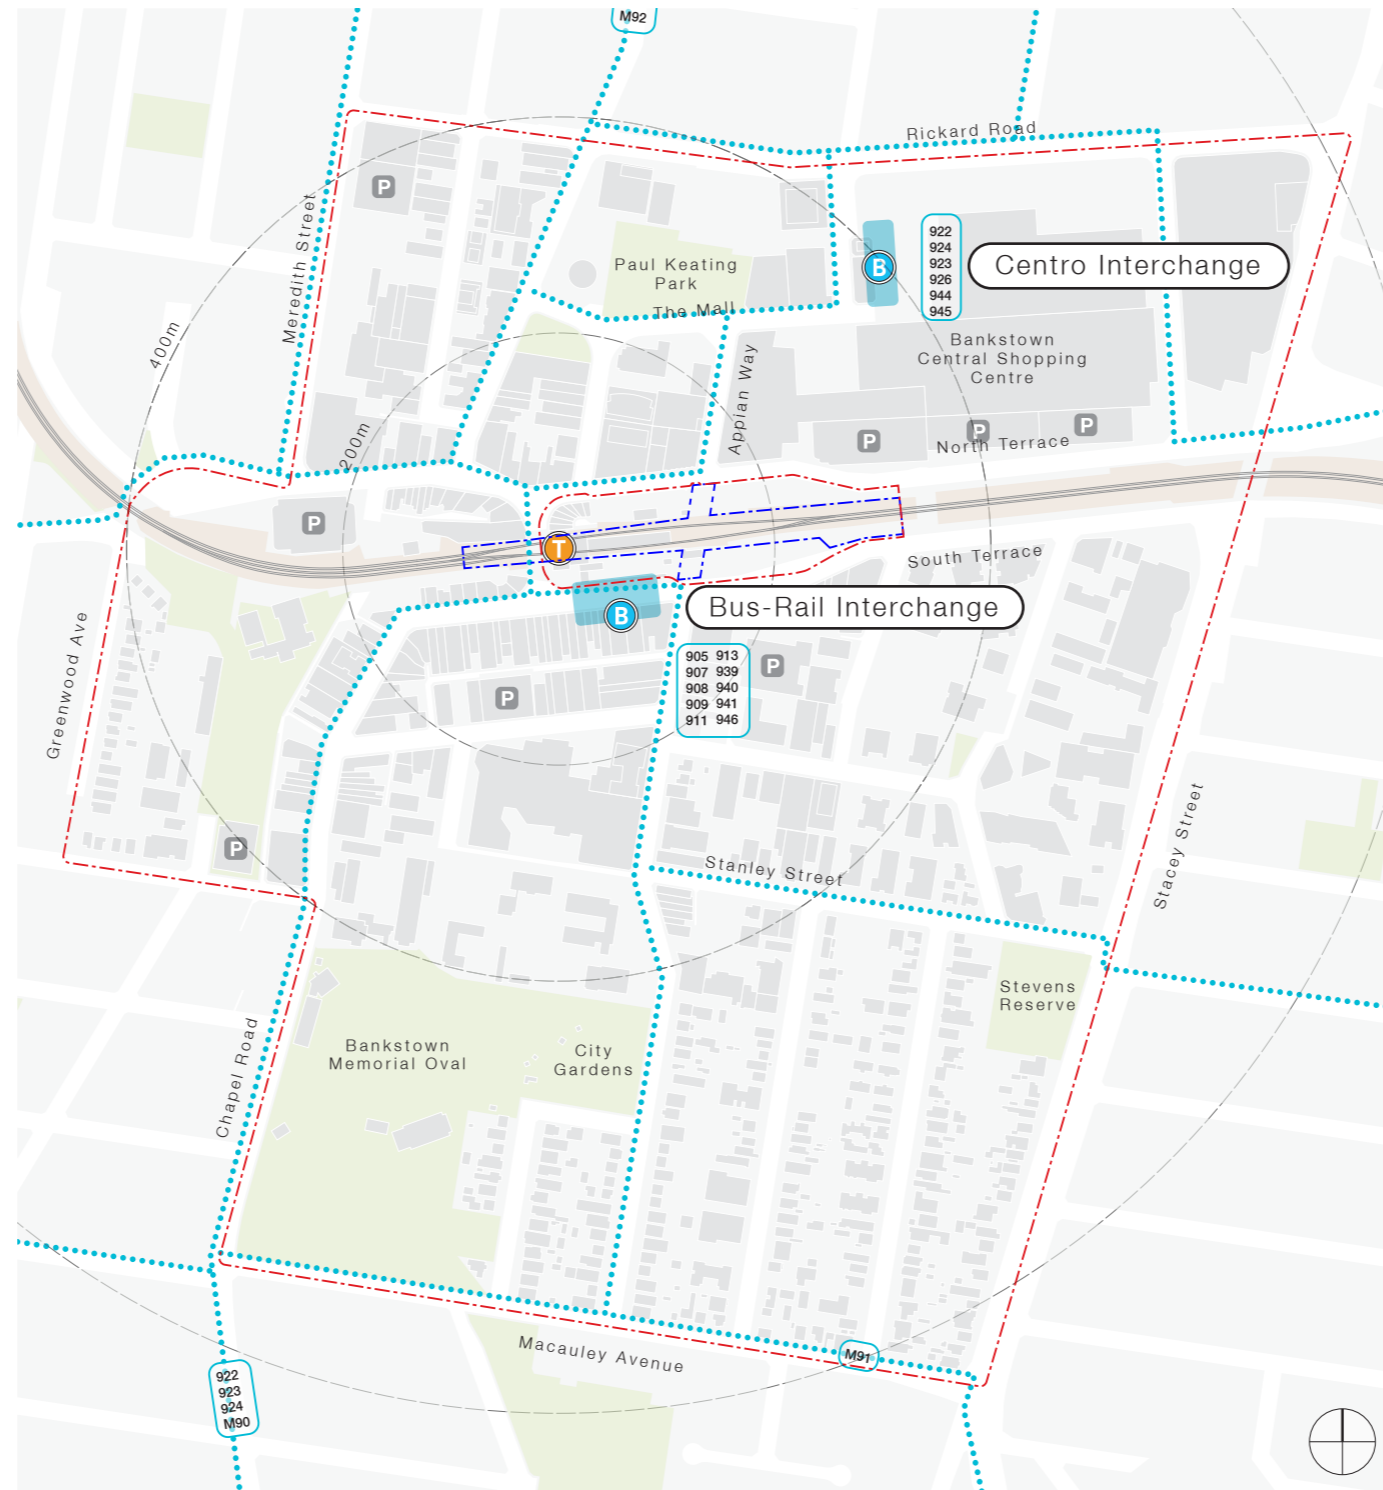 M92
Rickard Road
P
Meredith Street
922
924
923
926
944
945
B
Centro Interchange
Paul Keating
Park
The Mall
Bankstown
Central Shopping
Centre
400m
200m
Appian Way
P
P
P
North Terrace
P
T
South Terrace
B
Bus-Rail Interchange
Greenwood Ave
905 913
907 939
908 940
909 941
911 946
P
P
P
Stanley Street
Stacey Street
Stevens
Reserve
Bankstown
Memorial Oval
City
Gardens
Chapel Road
Macauley Avenue
M91
922
923
924
M90